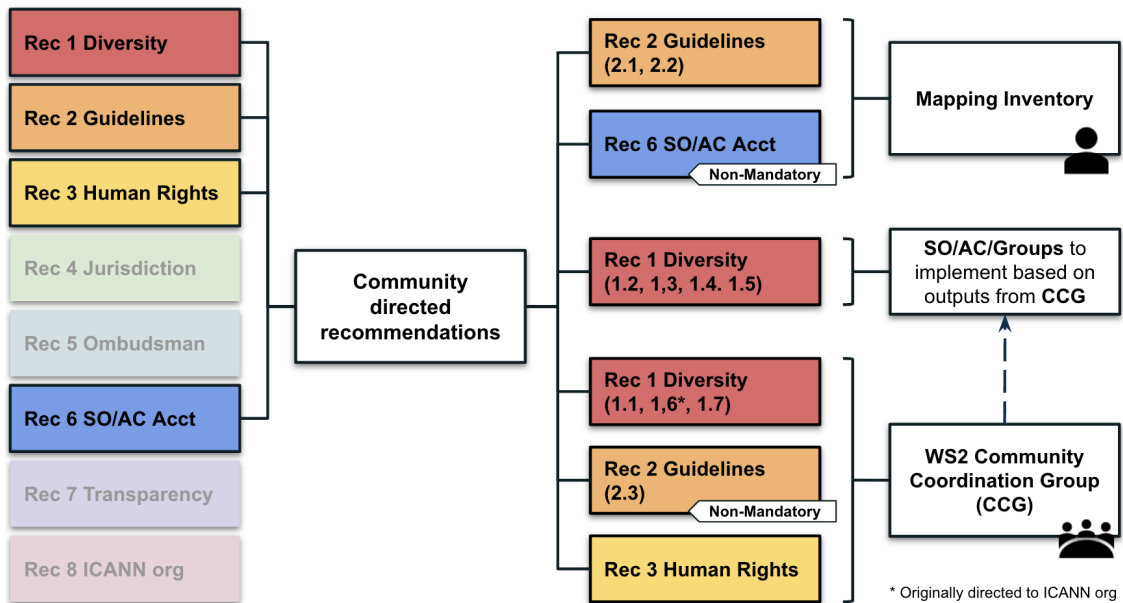 Rec 1 Diversity
Rec 2 Guidelines
Rec 3 Human Rights
Rec 4 Jurisdiction
Rec 5 Ombudsman
Rec 6 SO/AC Acct
Rec 7 Transparency
Rec 8 ICANN org
Community
directed
recommendations
Rec 2 Guidelines
(2.1, 2.2)
Rec 6 SO/AC Acct
Non-Mandatory
Rec 1 Diversity
(1.2, 1,3, 1.4. 1.5)
Rec 1 Diversity
(1.1, 1,6*, 1.7)
Rec 2 Guidelines
(2.3)
Non-Mandatory
Rec 3 Human Rights
Mapping Inventory
SO/AC/Groups to
implement based on
outputs from CCG
WS2 Community
Coordination Group
(CCG)
* Originally directed to ICANN org